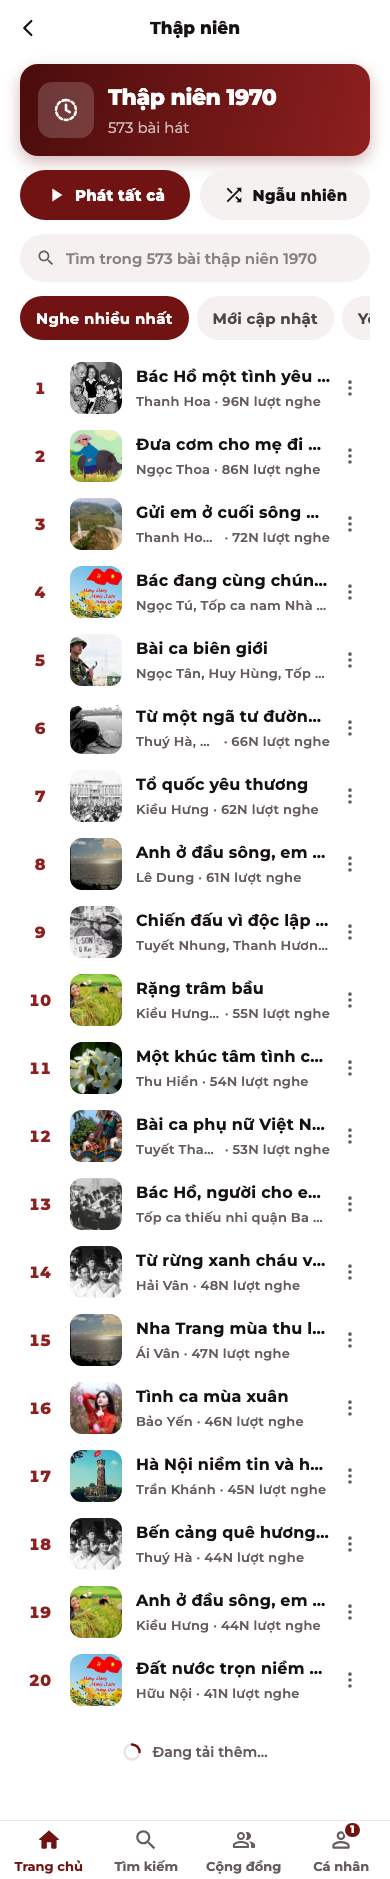 Thập niên
Thập niên 1970
573 bài hát
Phát tất cả
Ngẫu nhiên
Tìm trong 573 bài thập niên 1970
Nghe nhiều nhất
Mới cập nhật
1
Bác Hồ một tình yêu ...
Thanh Hoa · 96N lượt nghe
2
Đưa cơm cho mẹ đi ...
Ngọc Thoa · 86N lượt nghe
3
Gửi em ở cuối sông ...
Thanh Ho... · 72N lượt nghe
4
Bác đang cùng chún...
Ngọc Tú, Tốp ca nam Nhà ...
5
Bài ca biên giới
Ngọc Tân, Huy Hùng, Tốp ...
6
Từ một ngã tư đườn...
Thuý Hà, ... · 66N lượt nghe
7
Tổ quốc yêu thương
Kiều Hưng · 62N lượt nghe
8
Anh ở đầu sông, em ...
Lê Dung · 61N lượt nghe
9
Chiến đấu vì độc lập ...
Tuyết Nhung, Thanh Hươn...
10
Rặng trâm bầu
Kiều Hưng... · 55N lượt nghe
11
Một khúc tâm tình c...
Thu Hiền · 54N lượt nghe
12
Bài ca phụ nữ Việt N...
Tuyết Tha... · 53N lượt nghe
13
Bác Hồ, người cho e...
Tốp ca thiếu nhi quận Ba ...
14
Từ rừng xanh cháu v...
Hải Vân · 48N lượt nghe
15
Nha Trang mùa thu l...
Ái Vân · 47N lượt nghe
16
Tình ca mùa xuân
Bảo Yến · 46N lượt nghe
17
Hà Nội niềm tin và h...
Trần Khánh · 45N lượt nghe
18
Bến cảng quê hương...
Thuý Hà · 44N lượt nghe
19
Anh ở đầu sông, em ...
Kiều Hưng · 44N lượt nghe
20
Đất nước trọn niềm ...
Hữu Nội · 41N lượt nghe
Đang tải thêm...
1
Trang chủ
Tìm kiếm
Cộng đồng
Cá nhân